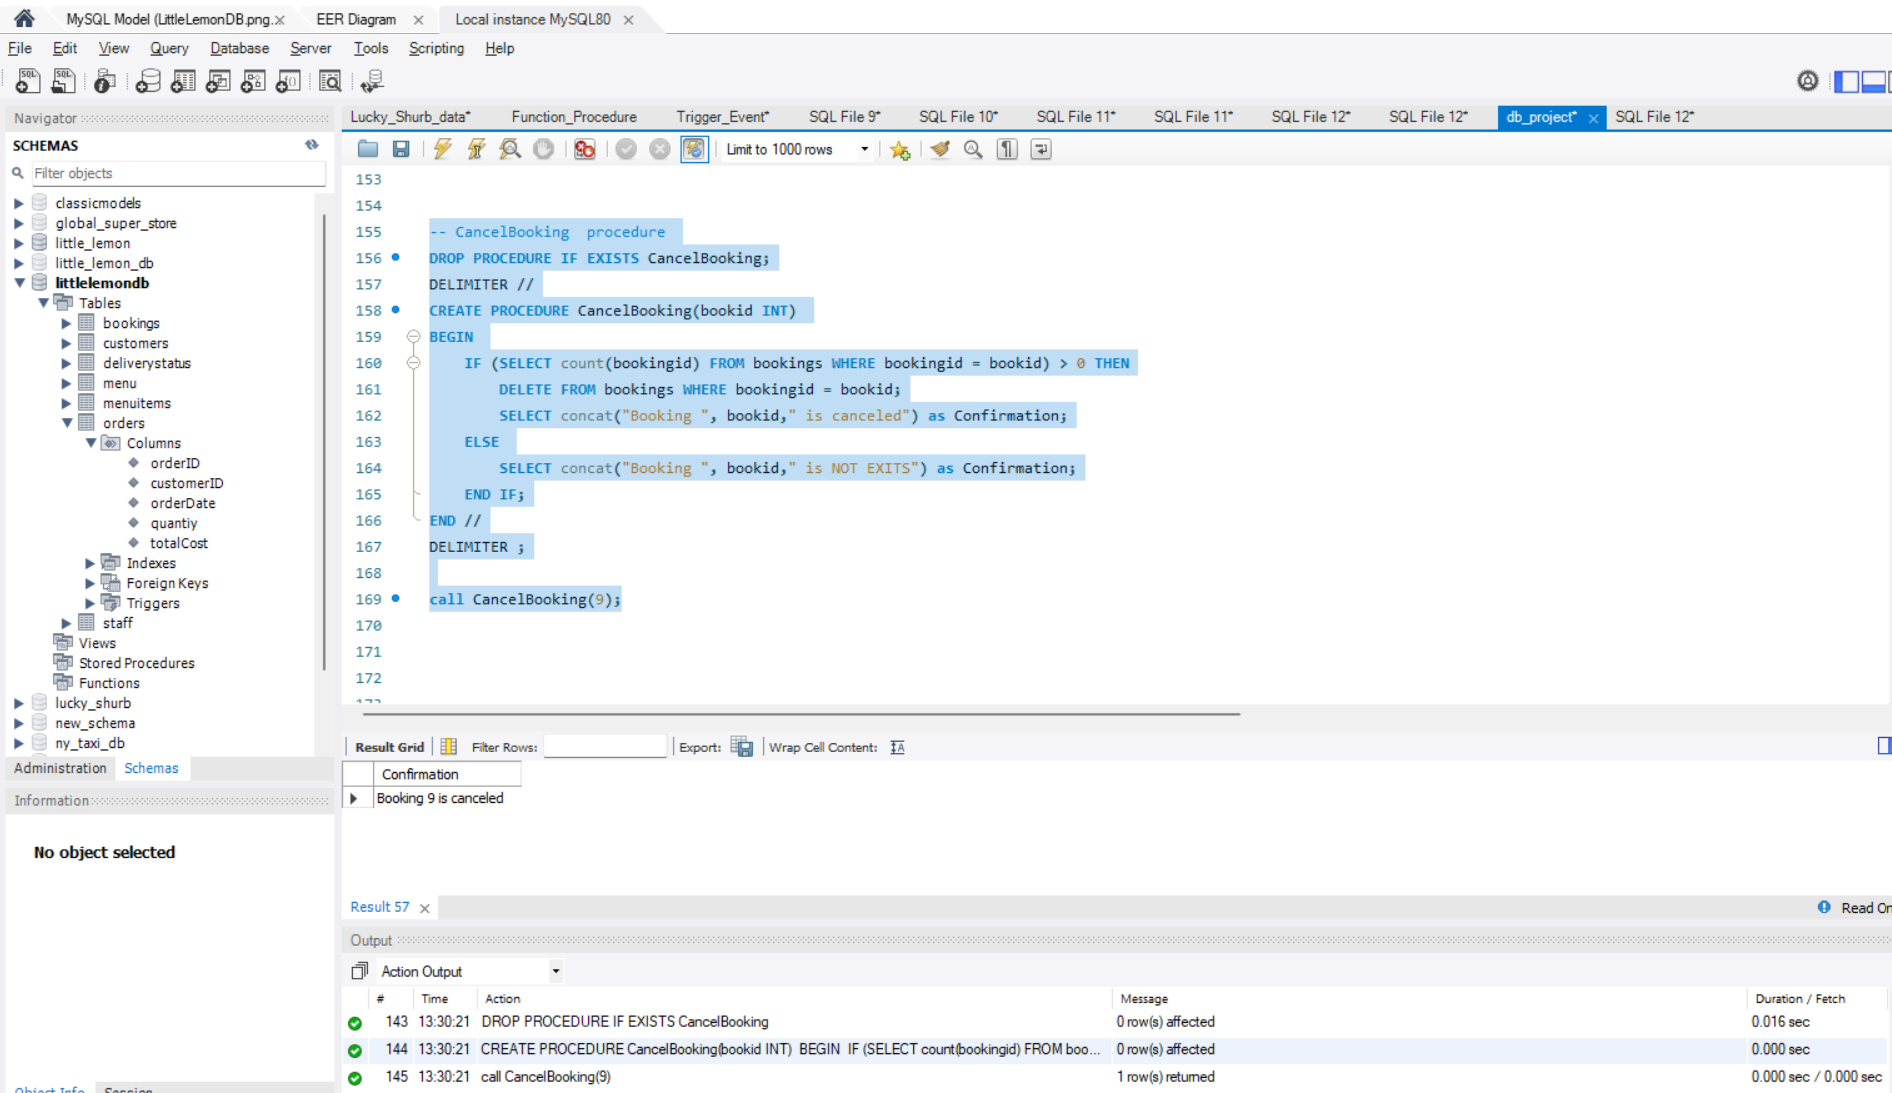 MySQL Model (LittleLemonDB.png.× EER Diagram × Local instance MySQL80 ×
File Edit View Query Database Server Tools Scripting Help
Navigator
SCHEMAS
Filter objects
classicmodels
global_super_store
little_lemon
little_lemon_db
littlelemondb
Tables
bookings
customers
deliverystatus
menu
menuitems
orders
Columns
orderID
customerID
orderDate
quantiy
totalCost
Indexes
Foreign Keys
Triggers
staff
Views
Stored Procedures
Functions
lucky_shurb
new_schema
ny_taxi_db
Administration Schemas
Information
No object selected
Object Info Session
Lucky_Shurb_data* Function_Procedure Trigger_Event* SQL File 9* SQL File 10* SQL File 11* SQL File 11* SQL File 12* SQL File 12* db_project* × SQL File 12*
Limit to 1000 rows
153
154
155 -- CancelBooking  procedure
156 DROP PROCEDURE IF EXISTS CancelBooking;
157 DELIMITER //
158 CREATE PROCEDURE CancelBooking(bookid INT)
159 BEGIN
160 IF (SELECT count(bookingid) FROM bookings WHERE bookingid = bookid) > 0 THEN
161 DELETE FROM bookings WHERE bookingid = bookid;
162 SELECT concat("Booking ", bookid," is canceled") as Confirmation;
163 ELSE
164 SELECT concat("Booking ", bookid," is NOT EXITS") as Confirmation;
165 END IF;
166 END //
167 DELIMITER ;
168
169 call CancelBooking(9);
170
171
172
Result Grid Filter Rows: Export: Wrap Cell Content:
Confirmation
Booking 9 is canceled
Result 57 × Read On
Output
Action Output
# Time Action Message Duration / Fetch
143 13:30:21 DROP PROCEDURE IF EXISTS CancelBooking 0 row(s) affected 0.016 sec
144 13:30:21 CREATE PROCEDURE CancelBooking(bookid INT) BEGIN IF (SELECT count(bookingid) FROM boo... 0 row(s) affected 0.000 sec
145 13:30:21 call CancelBooking(9) 1 row(s) returned 0.000 sec / 0.000 sec